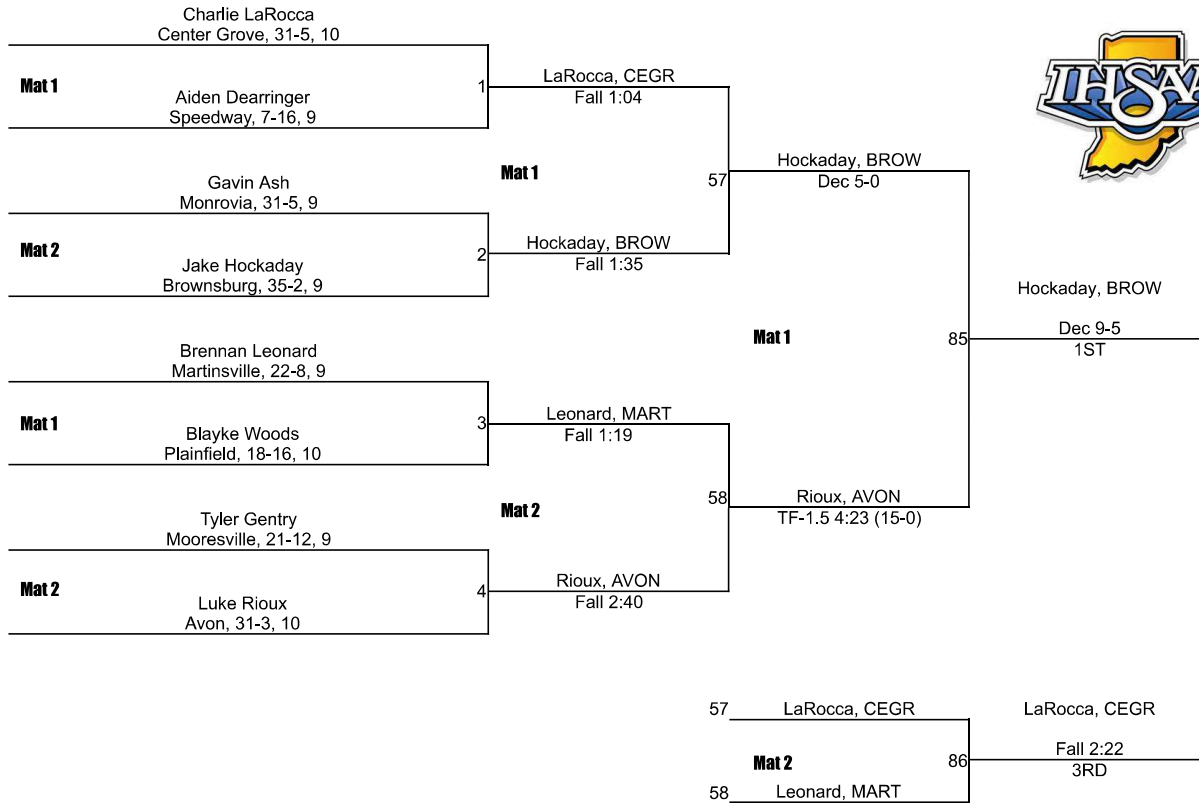 Charlie LaRocca
Center Grove, 31-5, 10
Mat 1
1
Aiden Dearringer
Speedway, 7-16, 9
LaRocca, CEGR
Fall 1:04
Gavin Ash
Monrovia, 31-5, 9
Mat 2
2
Jake Hockaday
Brownsburg, 35-2, 9
Hockaday, BROW
Fall 1:35
Mat 1
57
Hockaday, BROW
Dec 5-0
Brennan Leonard
Martinsville, 22-8, 9
Mat 1
3
Blayke Woods
Plainfield, 18-16, 10
Leonard, MART
Fall 1:19
Tyler Gentry
Mooresville, 21-12, 9
Mat 2
4
Luke Rioux
Avon, 31-3, 10
Rioux, AVON
Fall 2:40
Mat 2
58
Rioux, AVON
TF-1.5 4:23 (15-0)
Mat 1
85
Hockaday, BROW
Dec 9-5
1ST
IHSAA
57 LaRocca, CEGR
Mat 2
86
58 Leonard, MART
LaRocca, CEGR
Fall 2:22
3RD